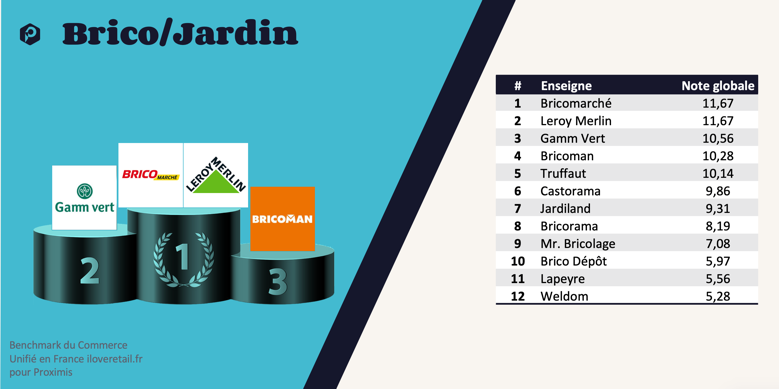 Brico/Jardin
# Enseigne Note globale
1 Bricomarché 11,67
2 Leroy Merlin 11,67
3 Gamm Vert 10,56
4 Bricoman 10,28
5 Truffaut 10,14
6 Castorama 9,86
7 Jardiland 9,31
8 Bricorama 8,19
9 Mr. Bricolage 7,08
10 Brico Dépôt 5,97
11 Lapeyre 5,56
12 Weldom 5,28
Gamm vert
BRICO MARCHÉ
LEROY MERLIN
BRICOMAN
2
1
3
Benchmark du Commerce
Unifié en France iloveretail.fr
pour Proximis